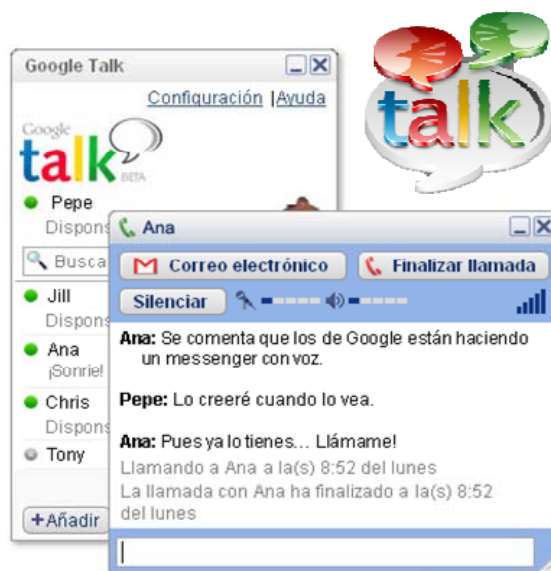 Google Talk
Configuración | Ayuda
Google
talk
BETA
talk
Pepe
Dispon
Busca
Jill
Dispon
Ana
¡Sonríe!
Chris
Dispon
Tony
+Añadir
Ana
Correo electrónico
Finalizar llamada
Silenciar
Ana: Se comenta que los de Google están haciendo
un messenger con voz.
Pepe: Lo creeré cuando lo vea.
Ana: Pues ya lo tienes... Llámame!
Llamando a Ana a la(s) 8:52 del lunes
La llamada con Ana ha finalizado a la(s) 8:52
del lunes